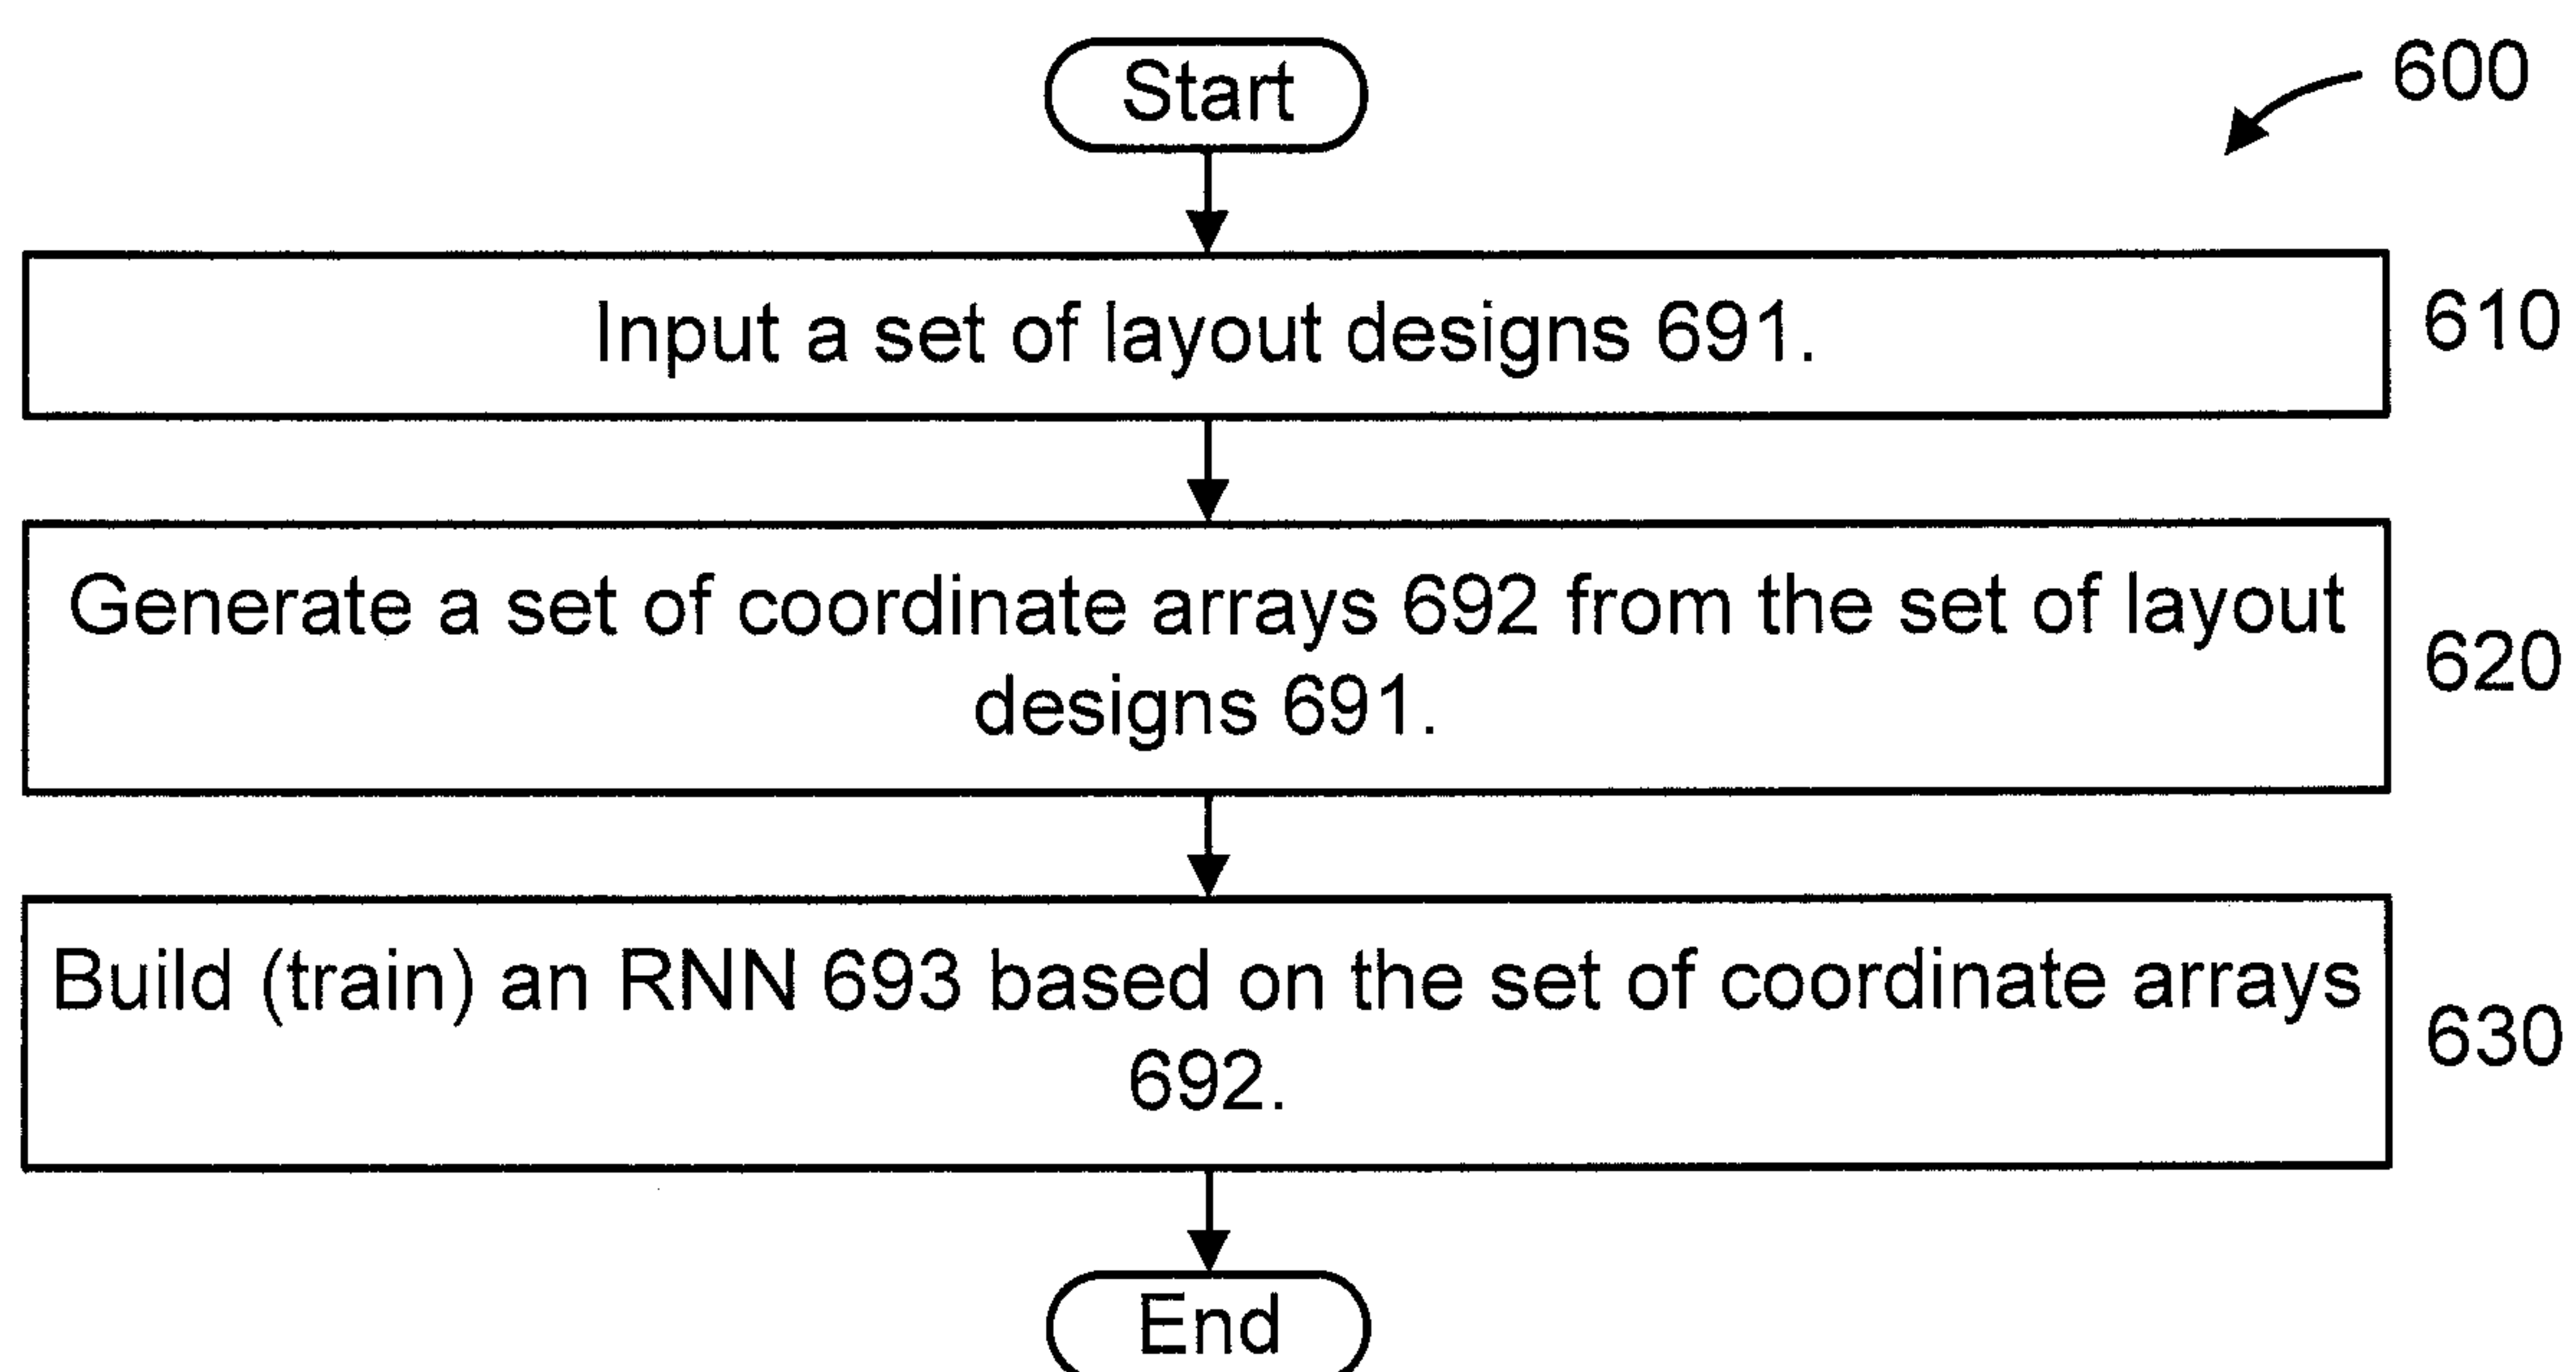 Start
600
Input a set of layout designs 691.
610
Generate a set of coordinate arrays 692 from the set of layout
designs 691.
620
Build (train) an RNN 693 based on the set of coordinate arrays
692.
630
End